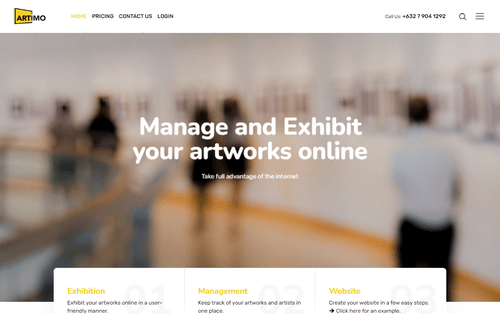 ARTIMO
HOME PRICING CONTACT US LOGIN
Call Us: +632 7 904 1292
Manage and Exhibit
your artworks online
Take full advantage of the internet
01
Exhibition
Exhibit your artworks online in a user-
friendly manner.
02
Management
Keep track of your artworks and artists in
one place.
03
Website
Create your website in a few easy steps.
➔ Click here for an example.